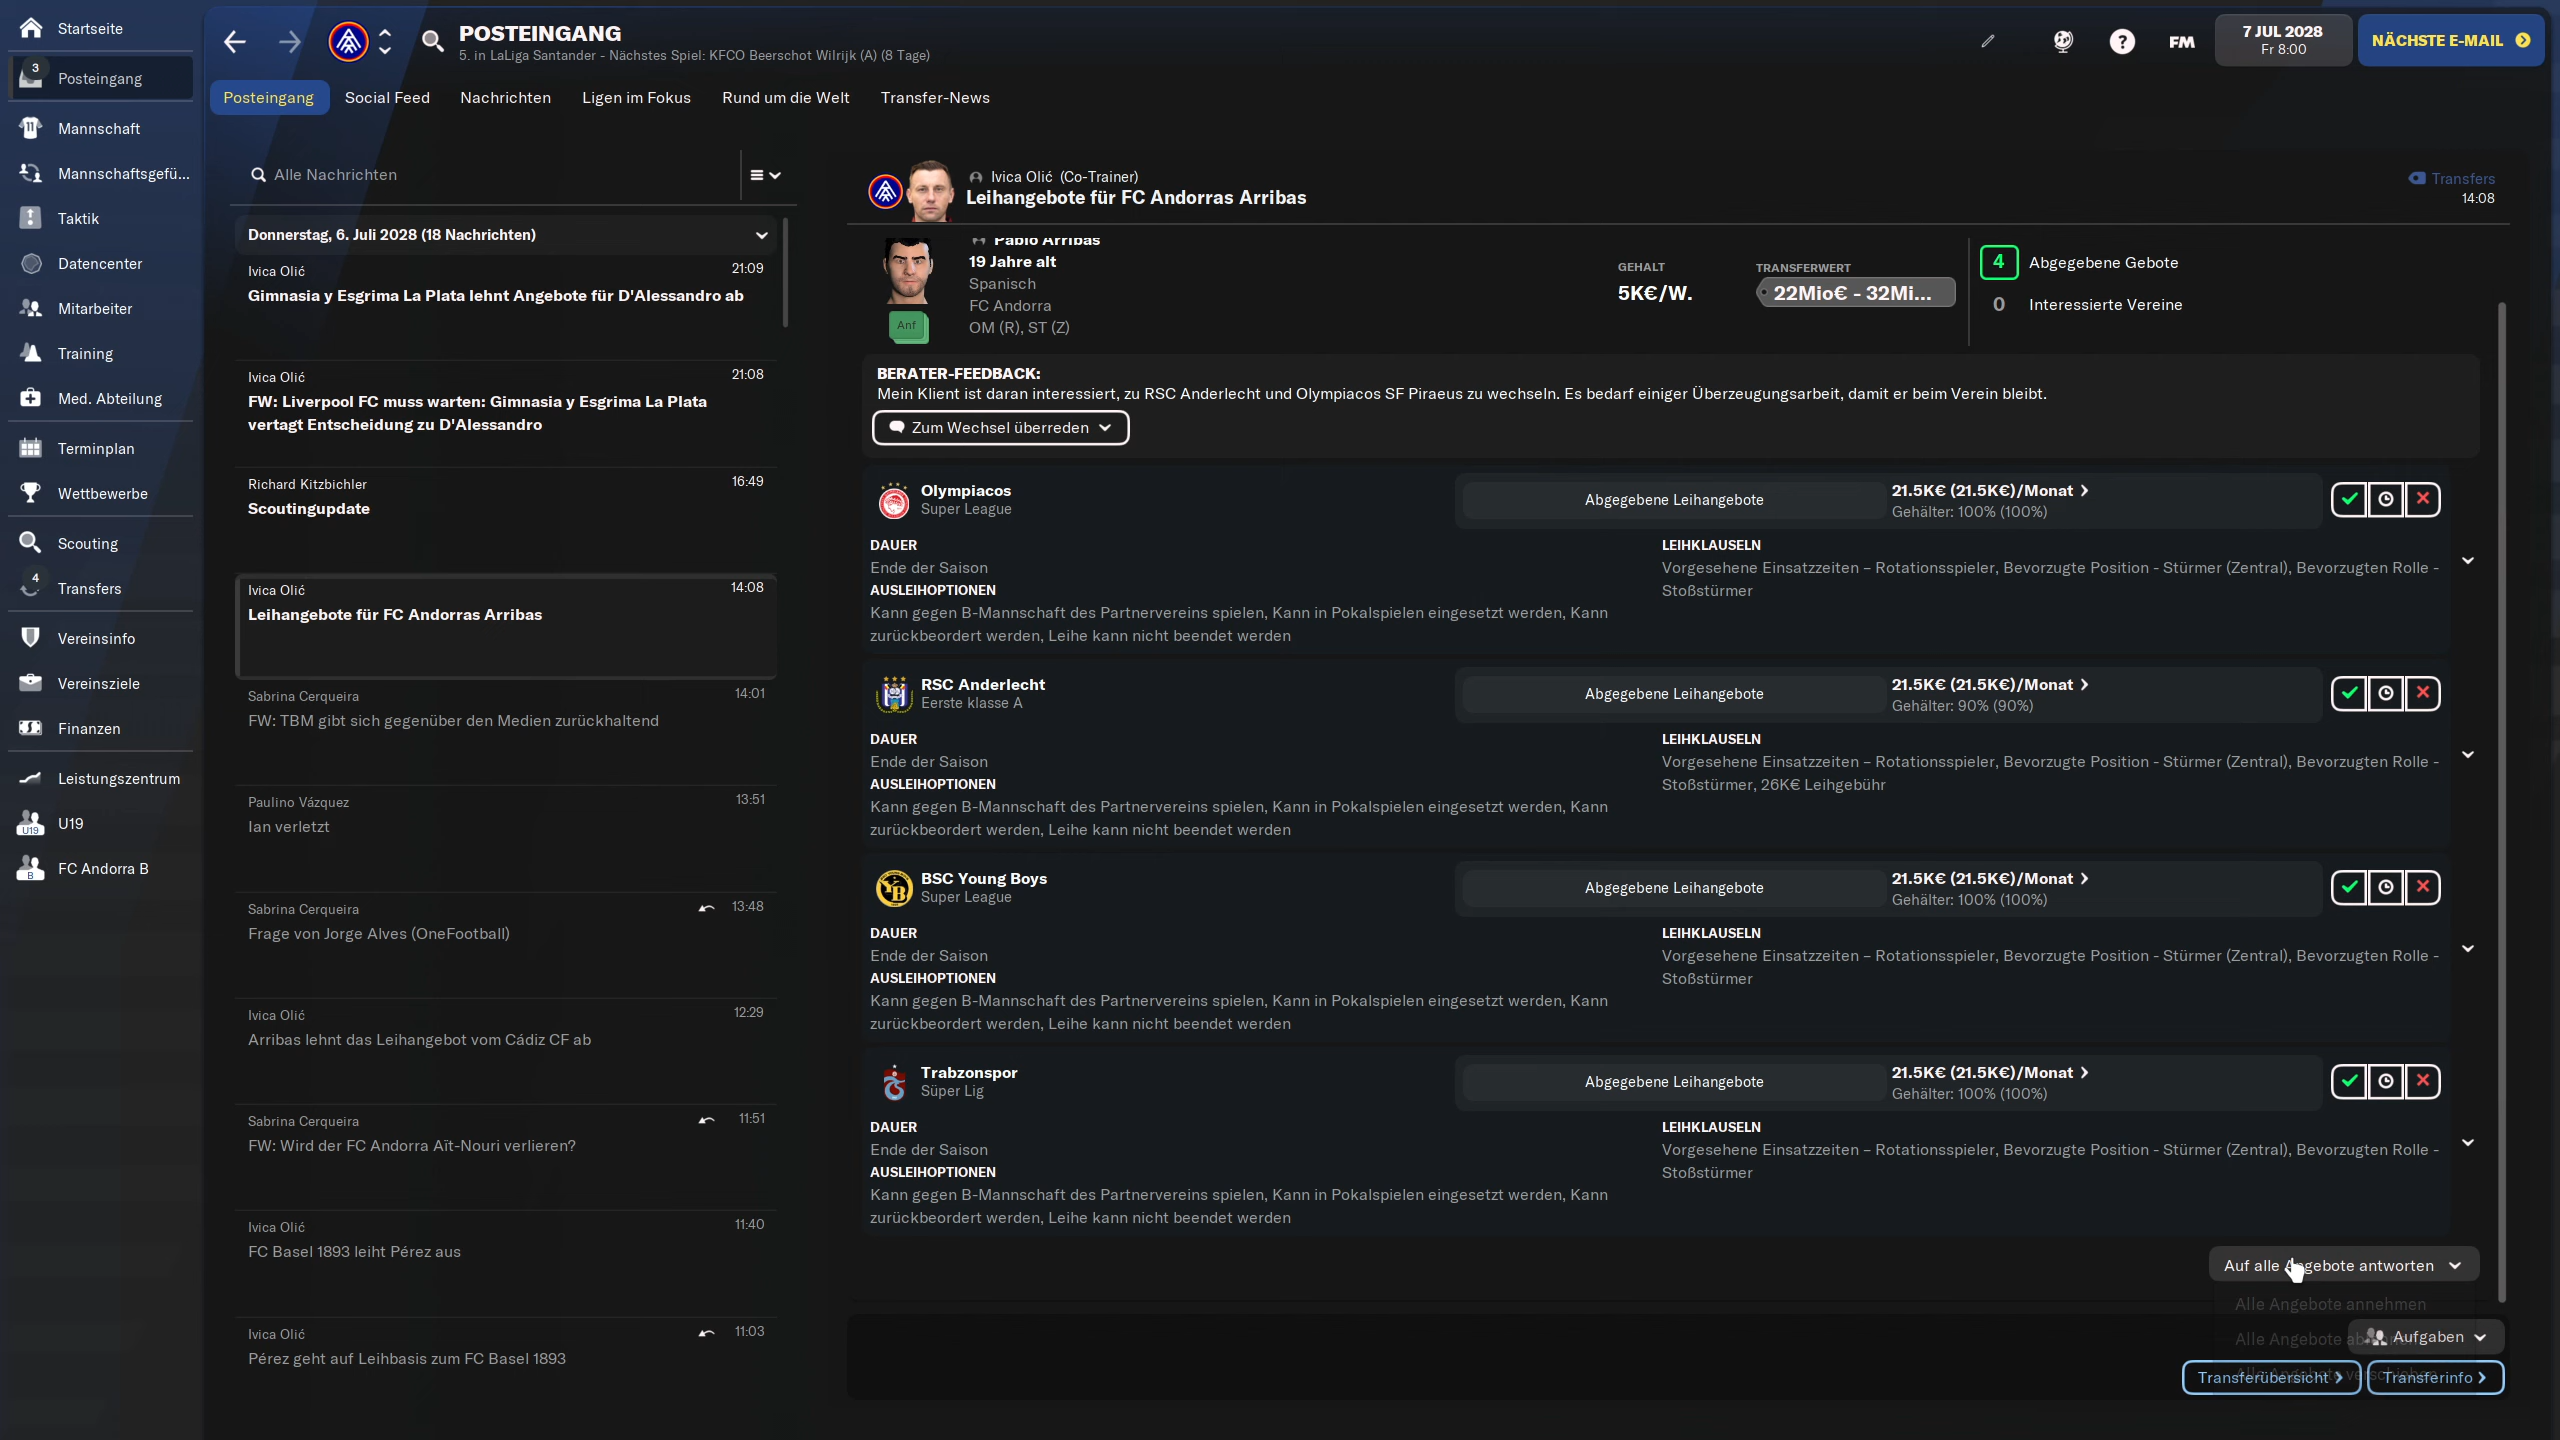 Startseite
3
Posteingang
Mannschaft
Mannschaftsgefü...
Taktik
Datencenter
Mitarbeiter
Training
Med. Abteilung
Terminplan
Wettbewerbe
Scouting
4
Transfers
Vereinsinfo
Vereinsziele
Finanzen
Leistungszentrum
U19
U19
B
FC Andorra B
POSTEINGANG
5. in LaLiga Santander - Nächstes Spiel: KFCO Beerschot Wilrijk (A) (8 Tage)
?
FM
7 JUL 2028
Fr 8:00
NÄCHSTE E-MAIL
Posteingang Social Feed Nachrichten Ligen im Fokus Rund um die Welt Transfer-News
Alle Nachrichten
Donnerstag, 6. Juli 2028 (18 Nachrichten)
Ivica Olić 21:09
Gimnasia y Esgrima La Plata lehnt Angebote für D'Alessandro ab
Ivica Olić 21:08
FW: Liverpool FC muss warten: Gimnasia y Esgrima La Plata
vertagt Entscheidung zu D'Alessandro
Richard Kitzbichler 16:49
Scoutingupdate
Ivica Olić 14:08
Leihangebote für FC Andorras Arribas
Sabrina Cerqueira 14:01
FW: TBM gibt sich gegenüber den Medien zurückhaltend
Paulino Vázquez 13:51
Ian verletzt
Sabrina Cerqueira 13:48
Frage von Jorge Alves (OneFootball)
Ivica Olić 12:29
Arribas lehnt das Leihangebot vom Cádiz CF ab
Sabrina Cerqueira 11:51
FW: Wird der FC Andorra Aït-Nouri verlieren?
Ivica Olić 11:40
FC Basel 1893 leiht Pérez aus
Ivica Olić 11:03
Pérez geht auf Leihbasis zum FC Basel 1893
Ivica Olić (Co-Trainer)
Leihangebote für FC Andorras Arribas
Transfers
14:08
Pablo Arribas
19 Jahre alt
Spanisch
FC Andorra
OM (R), ST (Z)
Anf
GEHALT
5K€/W.
TRANSFERWERT
22Mio€ - 32Mi...
4 Abgegebene Gebote
0 Interessierte Vereine
BERATER-FEEDBACK:
Mein Klient ist daran interessiert, zu RSC Anderlecht und Olympiacos SF Piraeus zu wechseln. Es bedarf einiger Überzeugungsarbeit, damit er beim Verein bleibt.
Zum Wechsel überreden
Olympiacos
Super League
Abgegebene Leihangebote
21.5K€ (21.5K€)/Monat
Gehälter: 100% (100%)
DAUER
Ende der Saison
AUSLEIHOPTIONEN
Kann gegen B-Mannschaft des Partnervereins spielen, Kann in Pokalspielen eingesetzt werden, Kann
zurückbeordert werden, Leihe kann nicht beendet werden
LEIHKLAUSELN
Vorgesehene Einsatzzeiten – Rotationsspieler, Bevorzugte Position - Stürmer (Zentral), Bevorzugten Rolle -
Stoßstürmer
RSC Anderlecht
Eerste klasse A
Abgegebene Leihangebote
21.5K€ (21.5K€)/Monat
Gehälter: 90% (90%)
DAUER
Ende der Saison
AUSLEIHOPTIONEN
Kann gegen B-Mannschaft des Partnervereins spielen, Kann in Pokalspielen eingesetzt werden, Kann
zurückbeordert werden, Leihe kann nicht beendet werden
LEIHKLAUSELN
Vorgesehene Einsatzzeiten – Rotationsspieler, Bevorzugte Position - Stürmer (Zentral), Bevorzugten Rolle -
Stoßstürmer, 26K€ Leihgebühr
BSC Young Boys
Super League
Abgegebene Leihangebote
21.5K€ (21.5K€)/Monat
Gehälter: 100% (100%)
DAUER
Ende der Saison
AUSLEIHOPTIONEN
Kann gegen B-Mannschaft des Partnervereins spielen, Kann in Pokalspielen eingesetzt werden, Kann
zurückbeordert werden, Leihe kann nicht beendet werden
LEIHKLAUSELN
Vorgesehene Einsatzzeiten – Rotationsspieler, Bevorzugte Position - Stürmer (Zentral), Bevorzugten Rolle -
Stoßstürmer
Trabzonspor
Süper Lig
Abgegebene Leihangebote
21.5K€ (21.5K€)/Monat
Gehälter: 100% (100%)
DAUER
Ende der Saison
AUSLEIHOPTIONEN
Kann gegen B-Mannschaft des Partnervereins spielen, Kann in Pokalspielen eingesetzt werden, Kann
zurückbeordert werden, Leihe kann nicht beendet werden
LEIHKLAUSELN
Vorgesehene Einsatzzeiten – Rotationsspieler, Bevorzugte Position - Stürmer (Zentral), Bevorzugten Rolle -
Stoßstürmer
Auf alle Angebote antworten
Alle Angebote annehmen
Alle Angebote
Aufgaben
Transferübersicht
Transferinfo